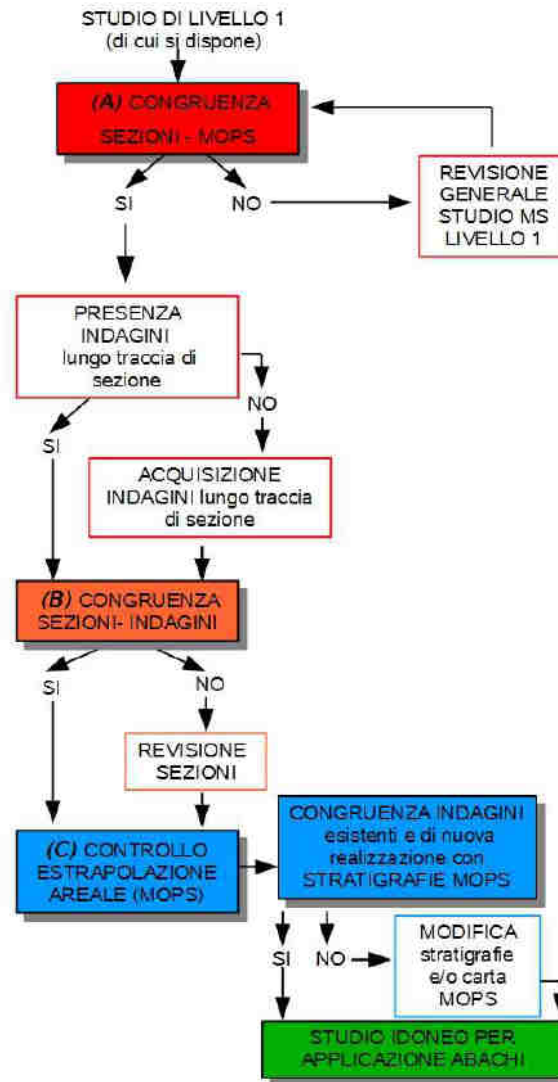 STUDIO DI LIVELLO 1
(di cui si dispone)
(A) CONGRUENZA
SEZIONI - MOPS
SI
NO
REVISIONE
GENERALE
STUDIO MS
LIVELLO 1
PRESENZA
INDAGINI
lungo traccia di
sezione
NO
SI
ACQUISIZIONE
INDAGINI lungo traccia
di sezione
(B) CONGRUENZA
SEZIONI- INDAGINI
SI
NO
REVISIONE
SEZIONI
(C) CONTROLLO
ESTRAPOLAZIONE
AREALE (MOPS)
CONGRUENZA INDAGINI
esistenti e di nuova
realizzazione con
STRATIGRAFIE MOPS
SI
NO
MODIFICA
stratigrafie
e/o carta
MOPS
STUDIO IDONEO PER
APPLICAZIONE ABACHI